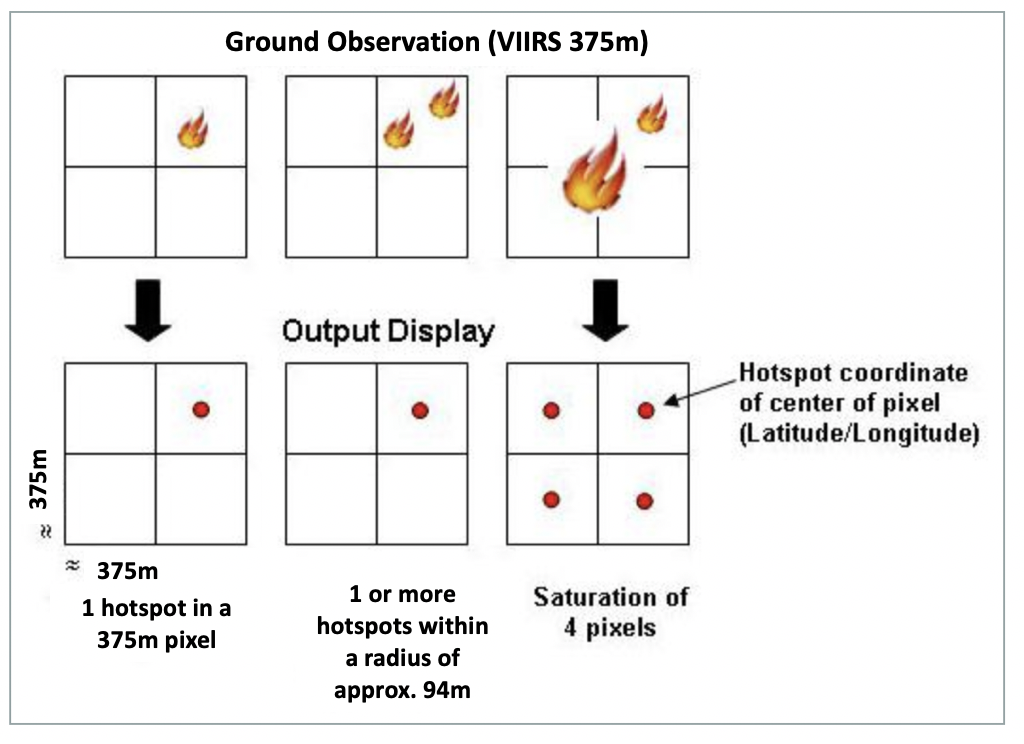 Ground Observation (VIIRS 375m)
Output Display
Hotspot coordinate
of center of pixel
(Latitude/Longitude)
≈ 375m
≈ 375m
1 hotspot in a
375m pixel
1 or more
hotspots within
a radius of
approx. 94m
Saturation of
4 pixels